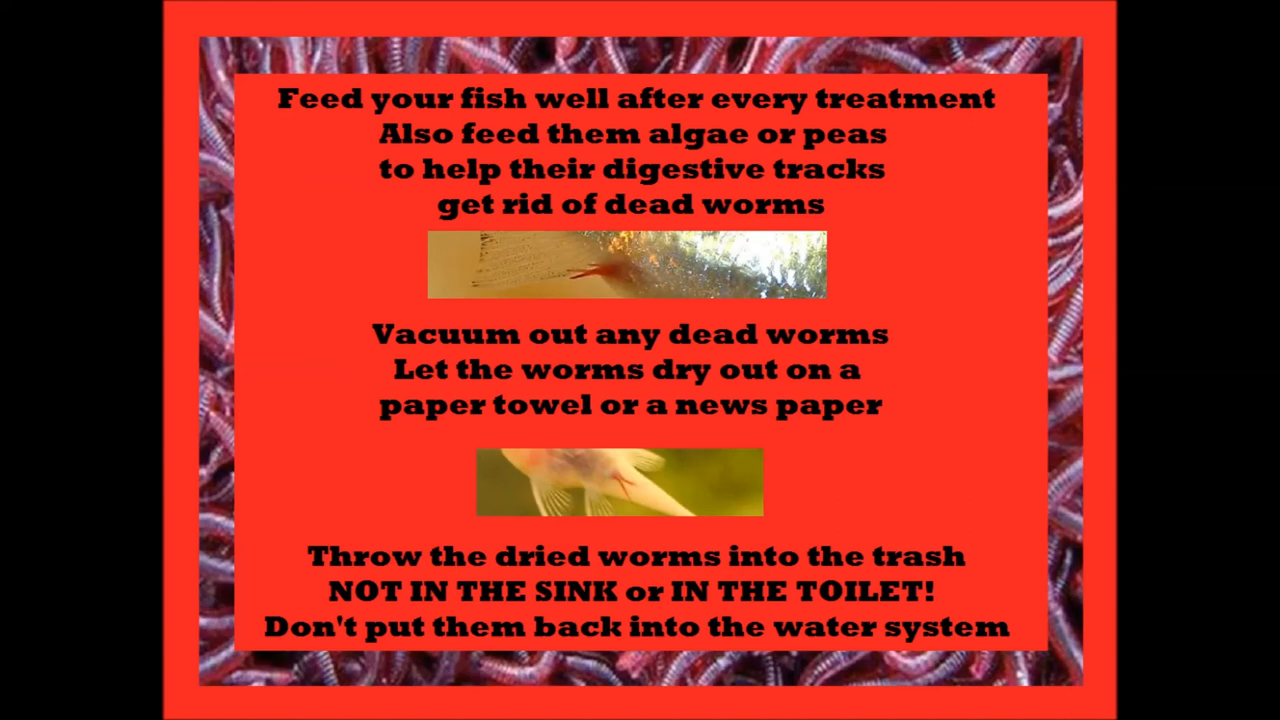 Feed your fish well after every treatment
Also feed them algae or peas
to help their digestive tracks
get rid of dead worms
Vacuum out any dead worms
Let the worms dry out on a
paper towel or a news paper
Throw the dried worms into the trash
NOT IN THE SINK or IN THE TOILET!
Don't put them back into the water system